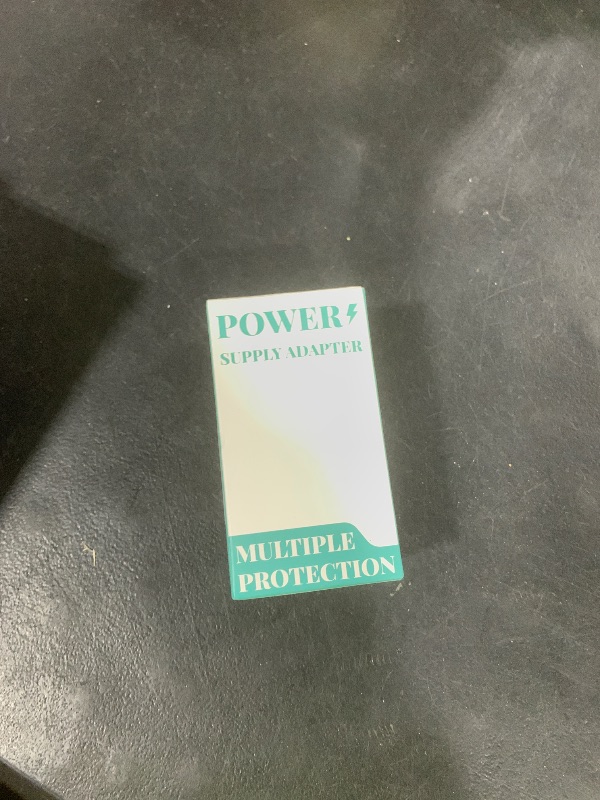 POWER
SUPPLY ADAPTER
MULTIPLE
PROTECTION